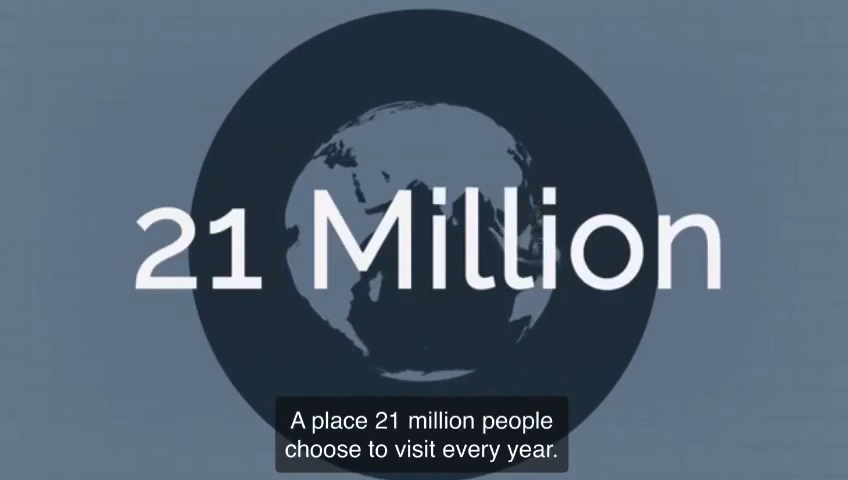 21 Million
A place 21 million people
choose to visit every year.